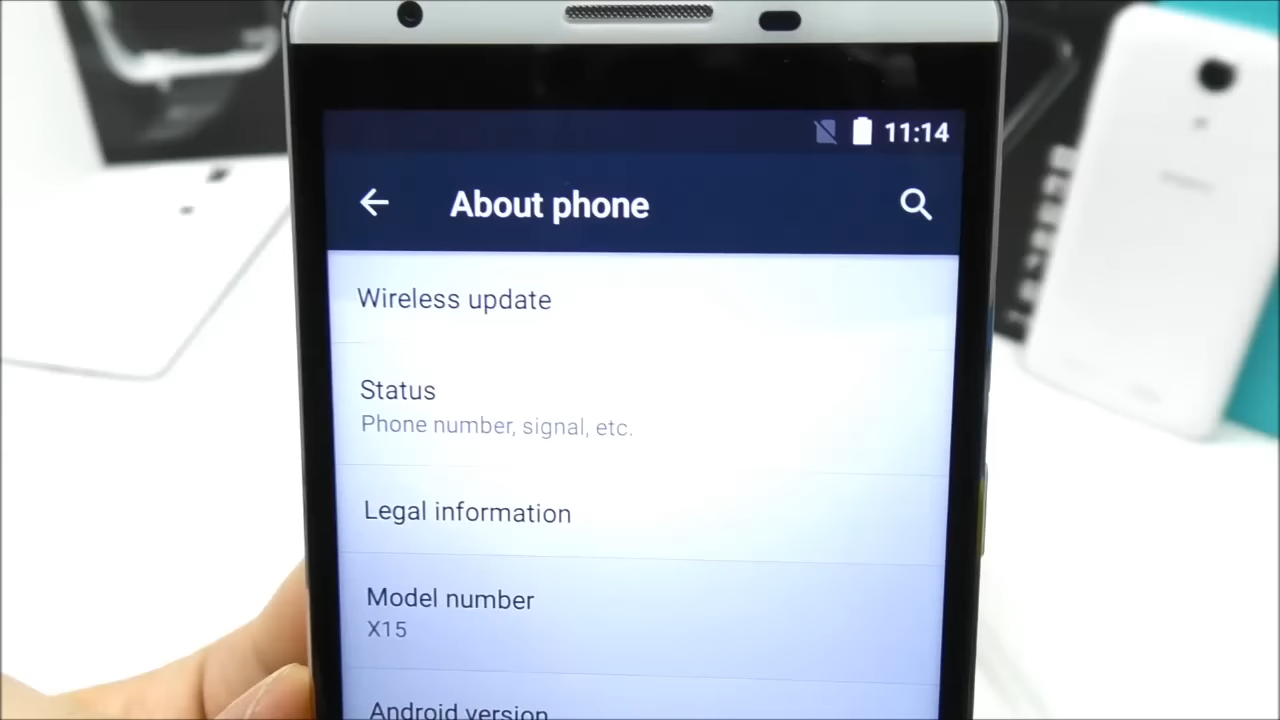 11:14
About phone
Wireless update
Status
Phone number, signal, etc.
Legal information
Model number
X15
Android version